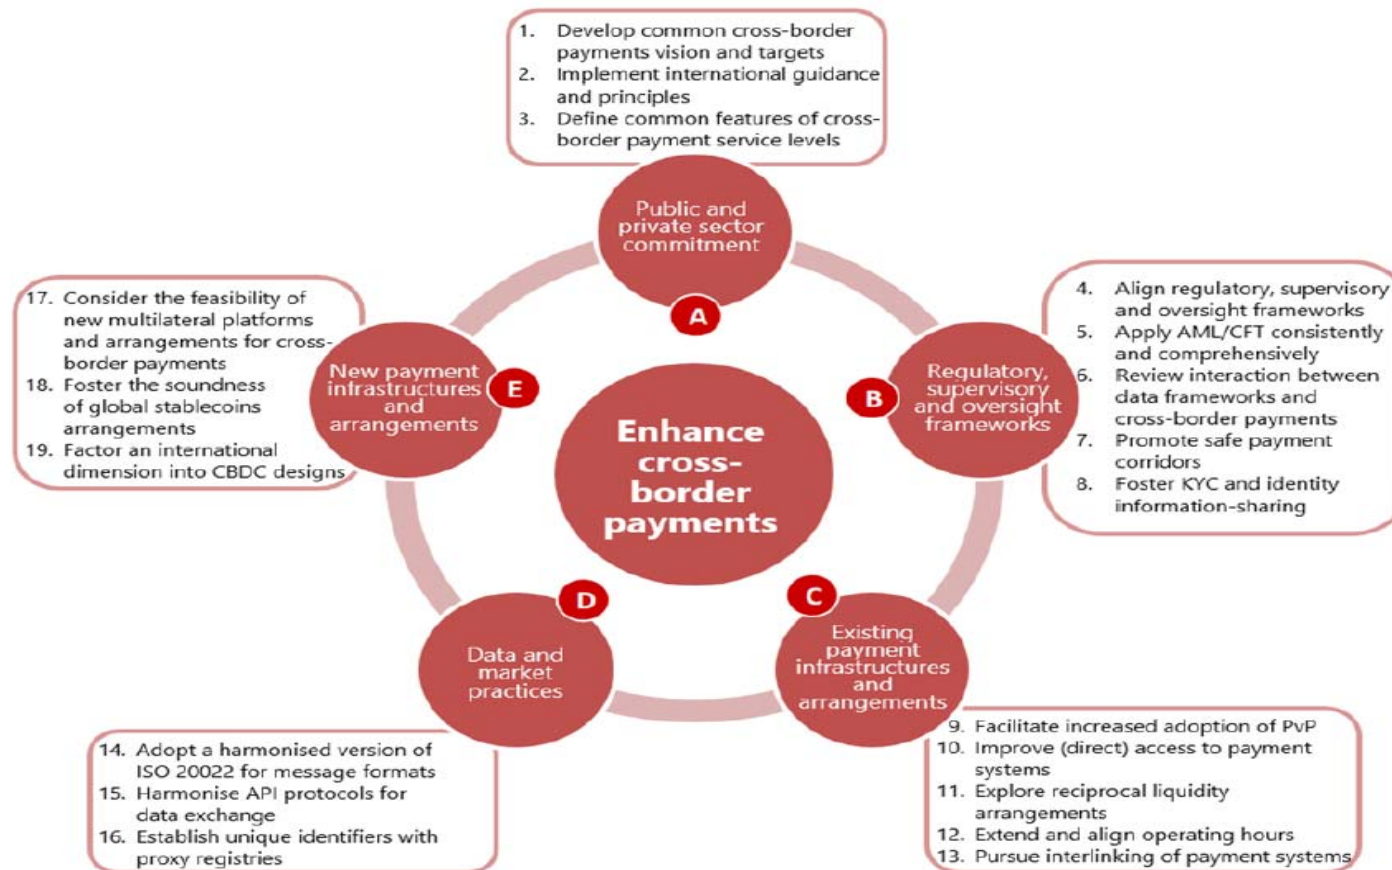 1. Develop common cross-border
payments vision and targets
2. Implement international guidance
and principles
3. Define common features of cross-
border payment service levels
Public and
private sector
commitment
A
17. Consider the feasibility of
new multilateral platforms
and arrangements for cross-
border payments
18. Foster the soundness
of global stablecoins
arrangements
19. Factor an international
dimension into CBDC designs
New payment
infrastructures
and
arrangements
E
Enhance
cross-
border
payments
B
Regulatory,
supervisory
and oversight
frameworks
4. Align regulatory, supervisory
and oversight frameworks
5. Apply AML/CFT consistently
and comprehensively
6. Review interaction between
data frameworks and
cross-border payments
7. Promote safe payment
corridors
8. Foster KYC and identity
information-sharing
D
Data and
market
practices
C
Existing
payment
infrastructures
and
arrangements
14. Adopt a harmonised version of
ISO 20022 for message formats
15. Harmonise API protocols for
data exchange
16. Establish unique identifiers with
proxy registries
9. Facilitate increased adoption of PvP
10. Improve (direct) access to payment
systems
11. Explore reciprocal liquidity
arrangements
12. Extend and align operating hours
13. Pursue interlinking of payment systems